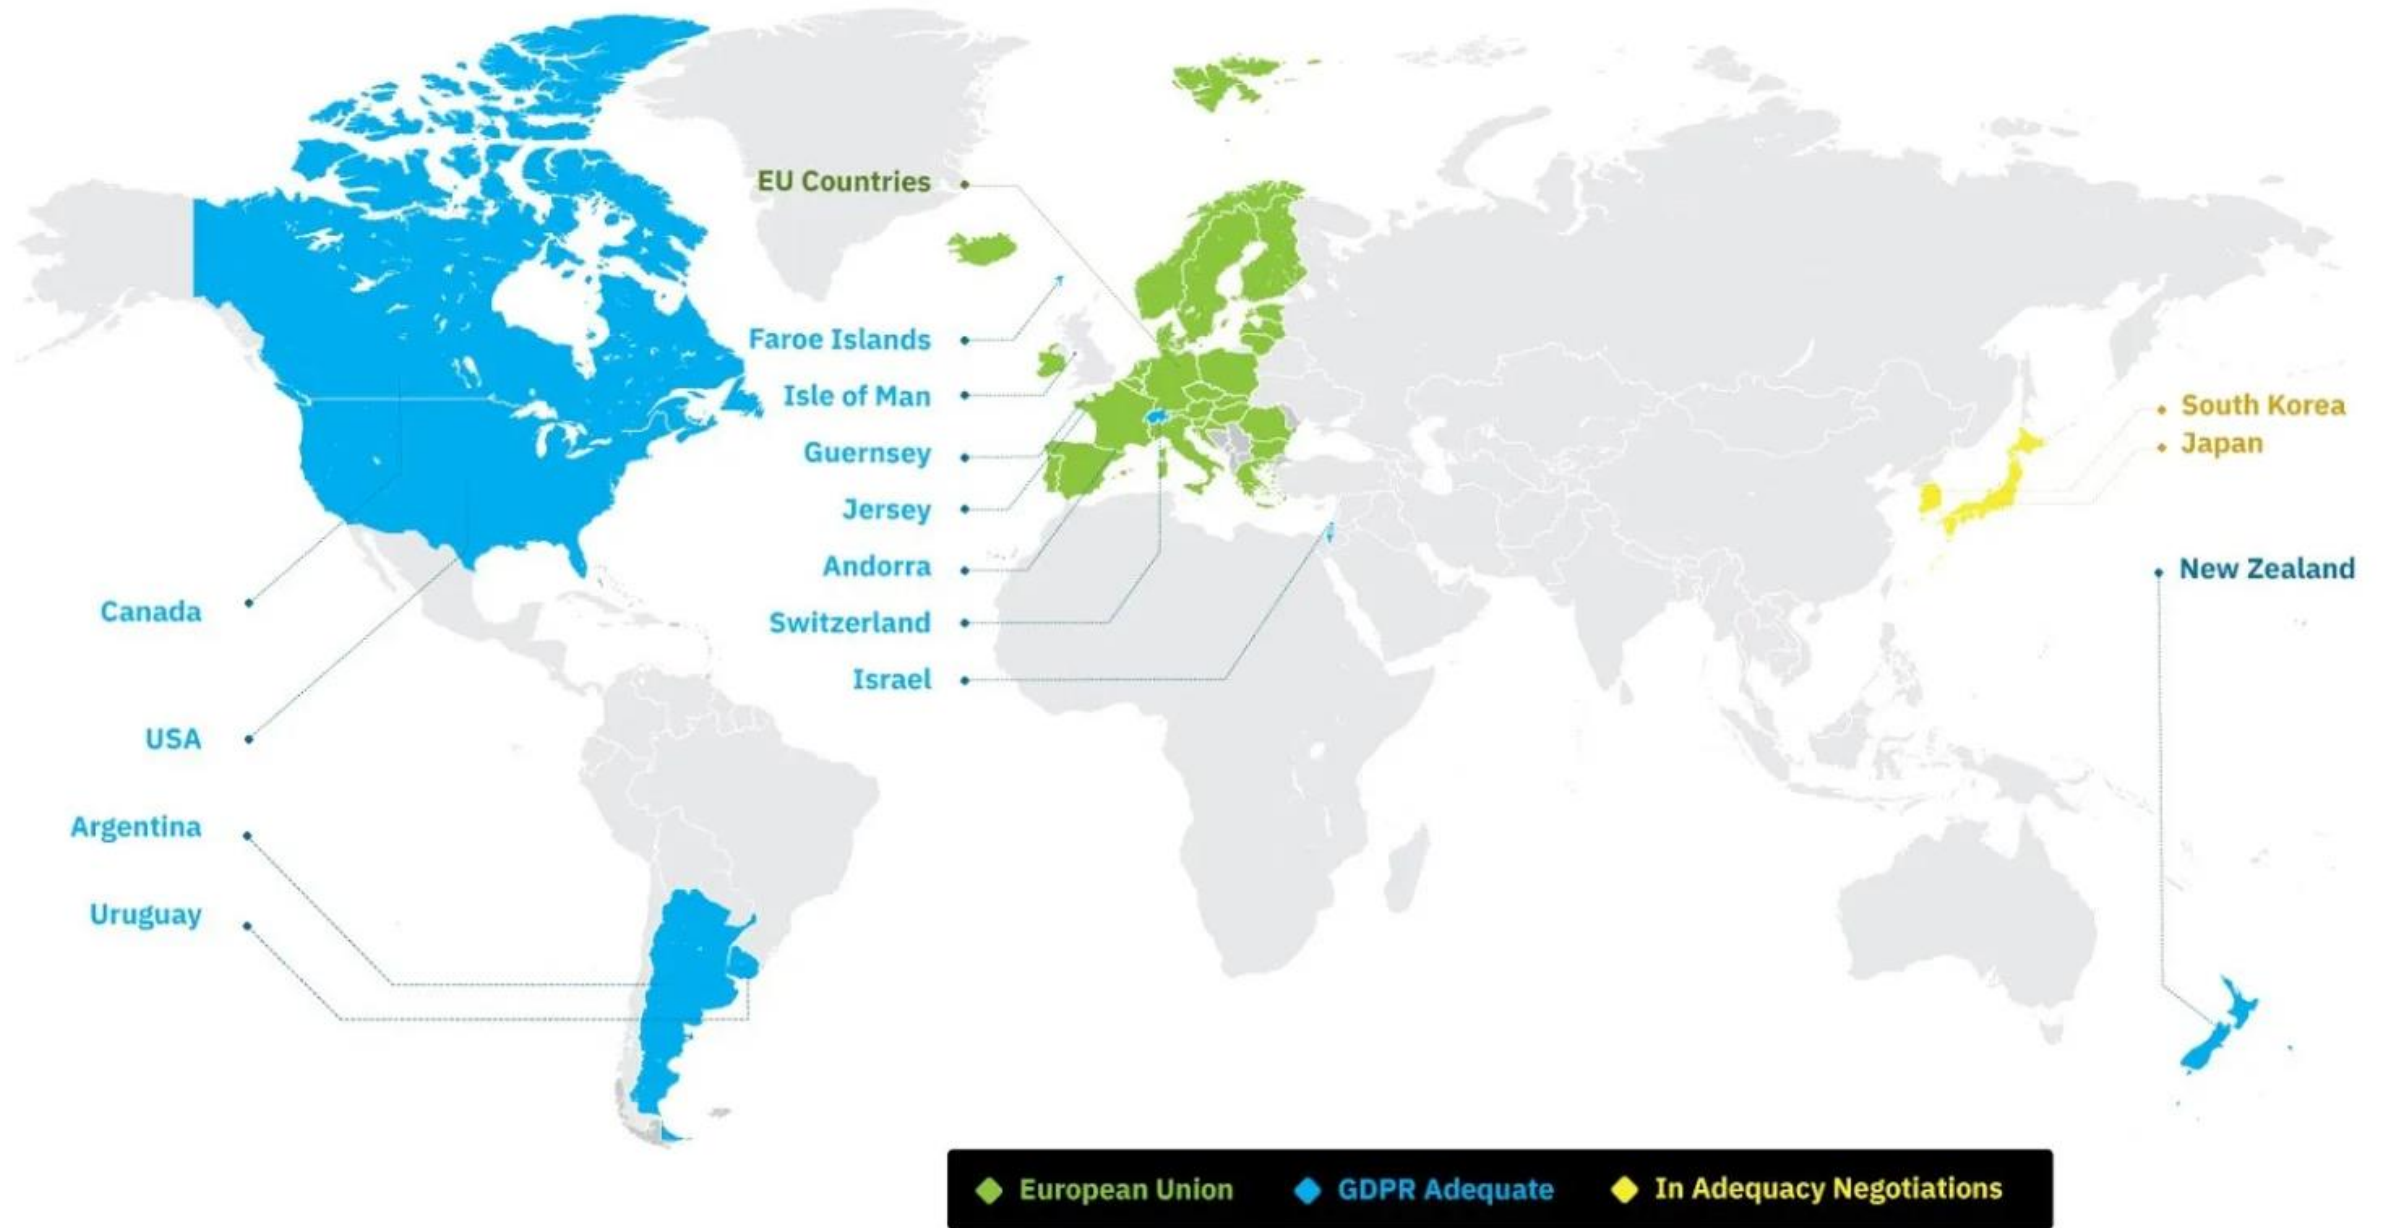 EU Countries
Faroe Islands
Isle of Man
Guernsey
Jersey
Andorra
Switzerland
Israel
Canada
USA
Argentina
Uruguay
South Korea
Japan
New Zealand
European Union
GDPR Adequate
In Adequacy Negotiations